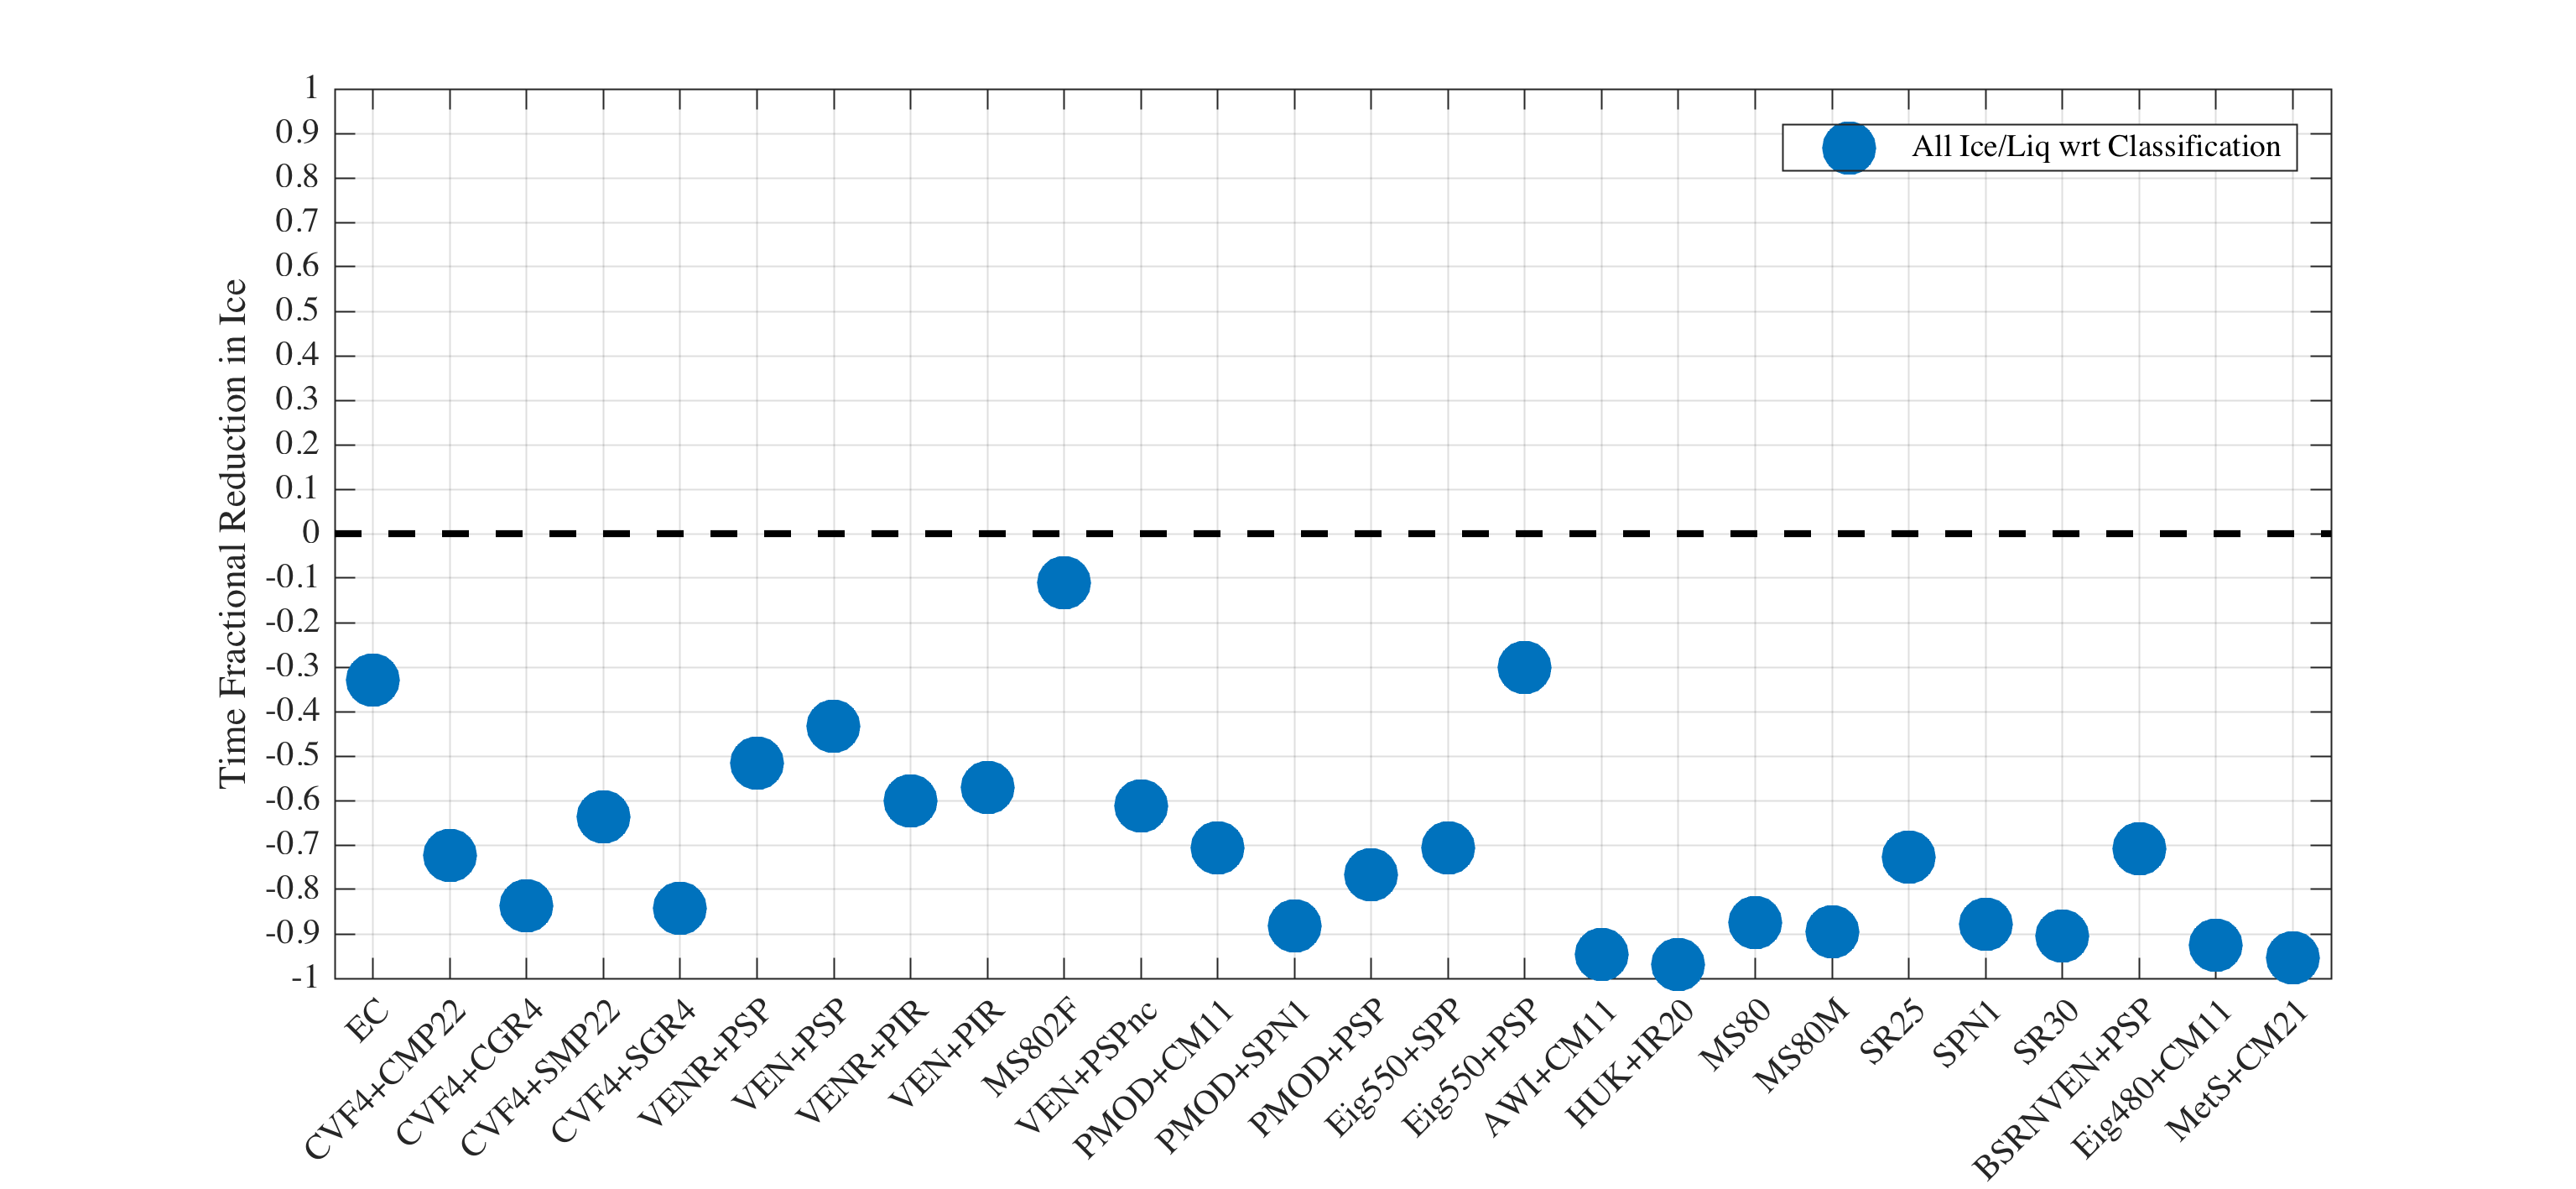 Time Fractional Reduction in Ice
1
0.9
0.8
0.7
0.6
0.5
0.4
0.3
0.2
0.1
0
-0.1
-0.2
-0.3
-0.4
-0.5
-0.6
-0.7
-0.8
-0.9
-1
All Ice/Liq wrt Classification
EC
CVF4+CMP22
CVF4+CGR4
CVF4+SMP22
CVF4+SGR4
VENR+PSP
VEN+PSP
VENR+PIR
VEN+PIR
MS802F
VEN+PSPnc
PMOD+CM11
PMOD+SPN1
PMOD+PSP
Eig550+SPP
Eig550+PSP
AWI+CM11
HUK+IR20
MS80
MS80M
SR25
SPN1
SR30
BSRNVEN+PSP
Eig480+CM11
MetS+CM21